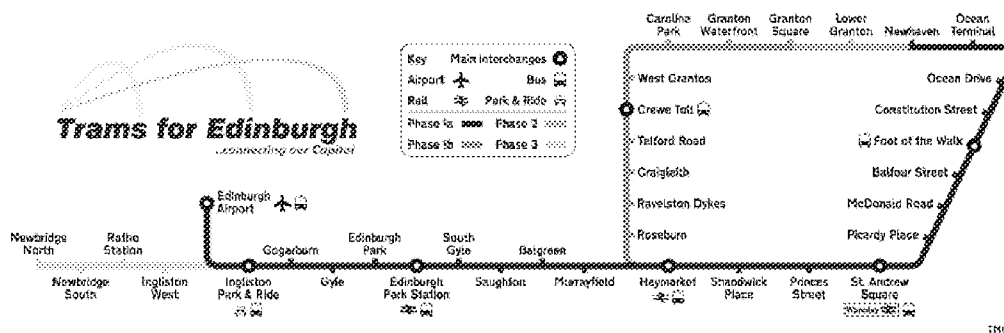 Caroline Park
Granton Waterfront
Granton Square
Lower Granton
Newhaven
Ocean Terminal
Key Main interchanges
Airport Bus
Rail Park & Ride
Phase 1a Phase 2
Phase 1b Phase 3
Trams for Edinburgh
...connecting our Capital
West Granton
Crewe Toll
Telford Road
Craigleith
Ravelston Dykes
Roseburn
Ocean Drive
Constitution Street
Foot of the Walk
Balfour Street
McDonald Road
Picardy Place
Edinburgh Airport
Newbridge North
Ratho Station
Gogarburn
Edinburgh Park
South Gyle
Balgreen
Newbridge South
Ingliston West
Ingliston Park & Ride
Gyle
Edinburgh Park Station
Saughton
Murrayfield
Haymarket
Shandwick Place
Princes Street
St. Andrew Square
Waverley